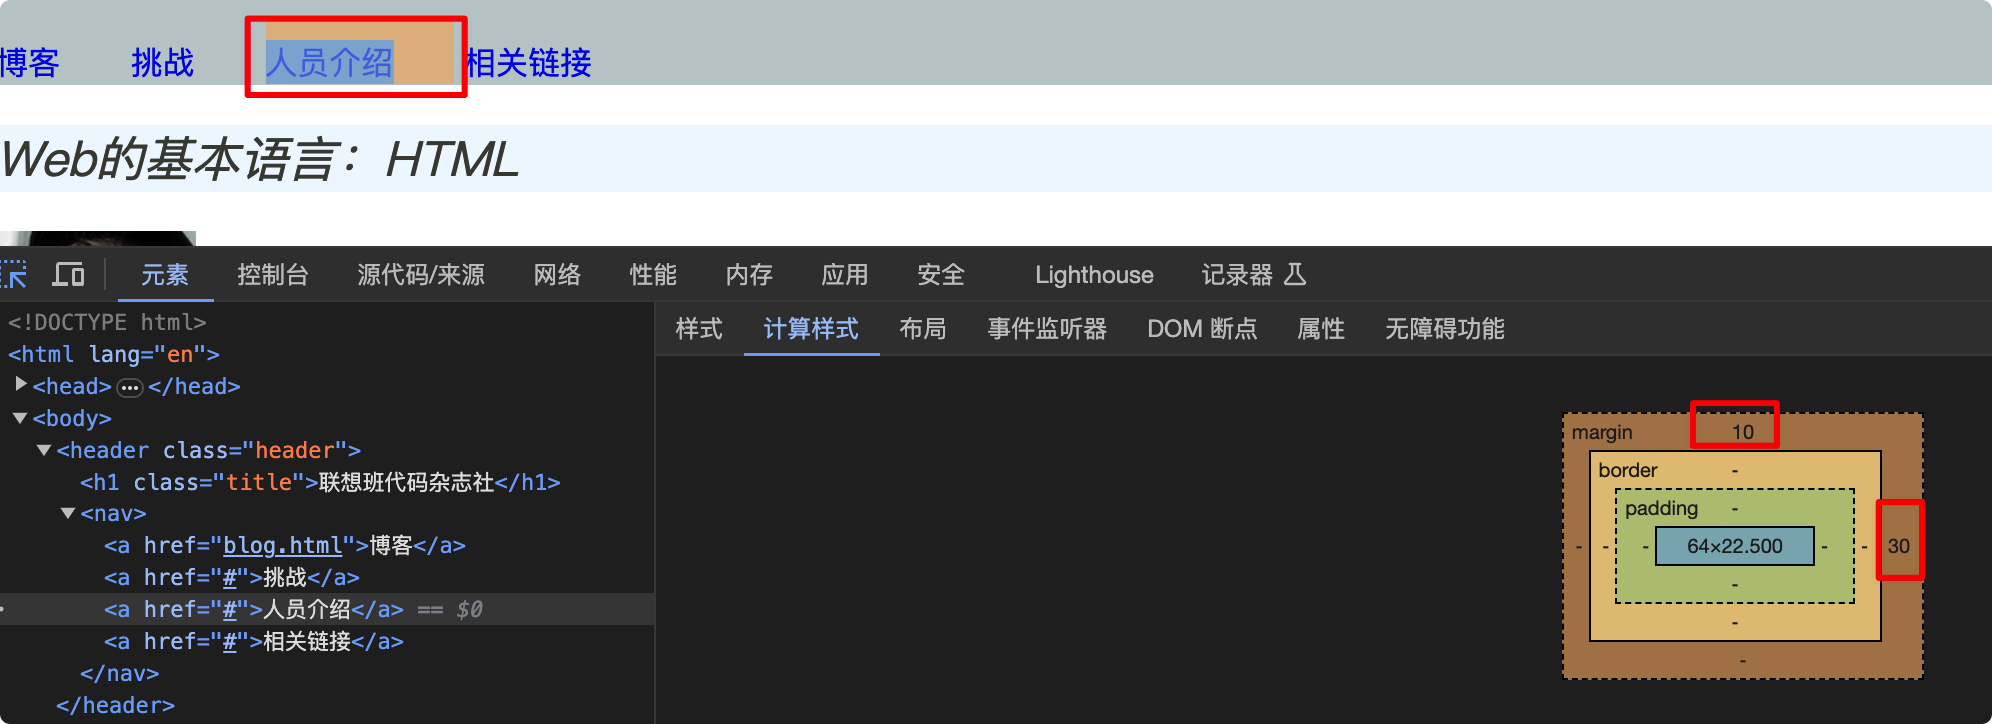 博客 挑战 人员介绍 相关链接
Web的基本语言：HTML
元素 控制台 源代码/来源 网络 性能 内存 应用 安全 Lighthouse 记录器
<!DOCTYPE html>
<html lang="en">
<head> ••• </head>
<body>
<header class="header">
<h1 class="title">联想班代码杂志社</h1>
<nav>
<a href="blog.html">博客</a>
<a href="#">挑战</a>
<a href="#">人员介绍</a> == $0
<a href="#">相关链接</a>
</nav>
</header>
样式 计算样式 布局 事件监听器 DOM 断点 属性 无障碍功能
margin 10
border -
padding -
- - - 64×22.500 - - 30
-
-
-